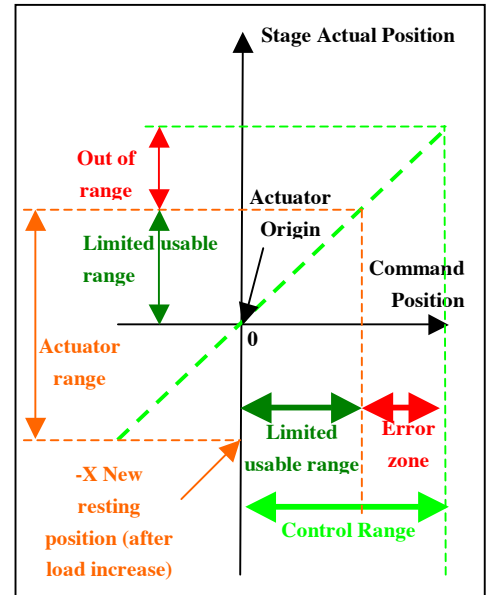 Stage Actual Position
Out of
range
Actuator
Origin
Limited usable
range
Command
Position
0
Actuator
range
Limited
usable range
Error
zone
-X New
resting
position (after
load increase)
Control Range